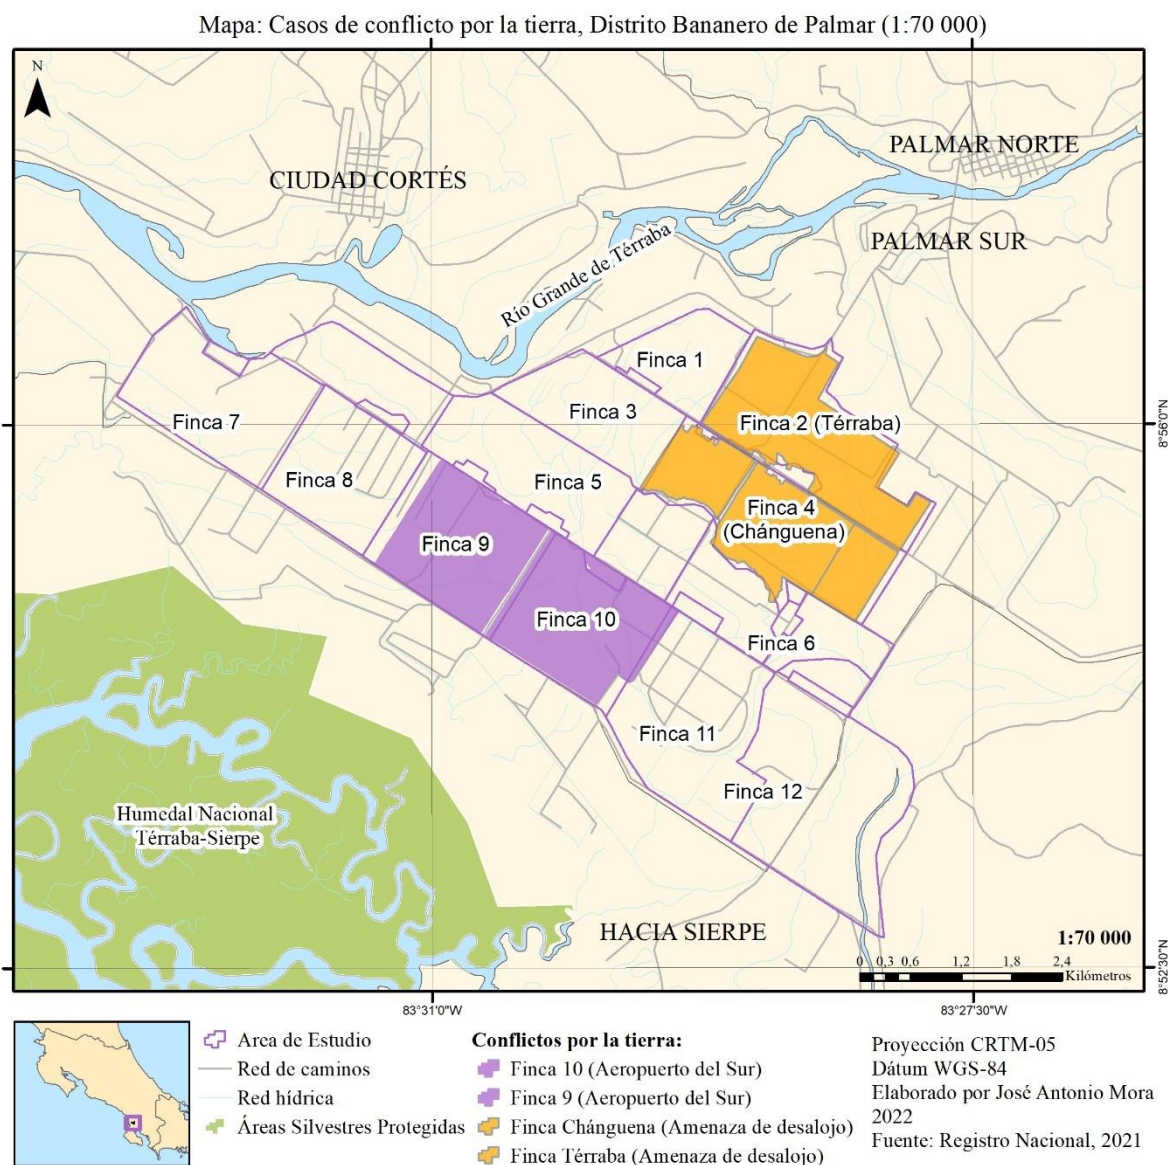 Mapa: Casos de conflicto por la tierra, Distrito Bananero de Palmar (1:70 000)
N
PALMAR NORTE
CIUDAD CORTÉS
PALMAR SUR
Río Grande de Térraba
Finca 1
Finca 3
Finca 7
Finca 2 (Térraba)
8°56'0"N
Finca 8
Finca 5
Finca 4
(Chánguena)
Finca 9
Finca 10
Finca 6
Finca 11
Finca 12
Humedal Nacional
Térraba-Sierpe
HACIA SIERPE
1:70 000
0 0,3 0,6 1,2 1,8 2,4
Kilómetros
8°52'30"N
83°31'0"W
83°27'30"W
Area de Estudio
Red de caminos
Red hídrica
Áreas Silvestres Protegidas
Conflictos por la tierra:
Finca 10 (Aeropuerto del Sur)
Finca 9 (Aeropuerto del Sur)
Finca Chánguena (Amenaza de desalojo)
Finca Térraba (Amenaza de desalojo)
Proyección CRTM-05
Dátum WGS-84
Elaborado por José Antonio Mora
2022
Fuente: Registro Nacional, 2021